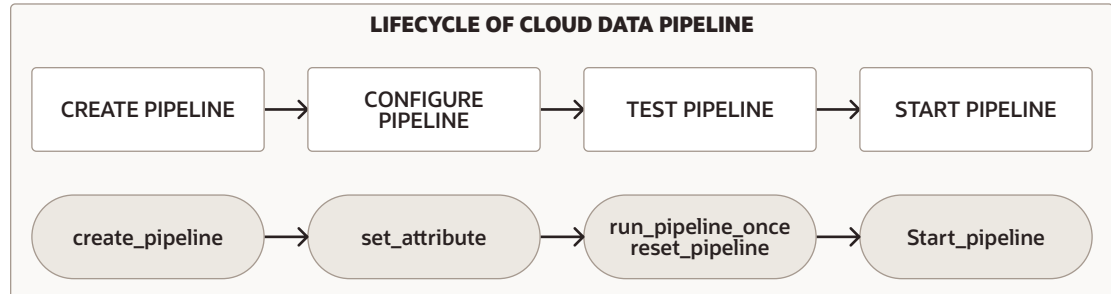 LIFECYCLE OF CLOUD DATA PIPELINE
CREATE PIPELINE
CONFIGURE
PIPELINE
TEST PIPELINE
START PIPELINE
create_pipeline
set_attribute
run_pipeline_once
reset_pipeline
Start_pipeline